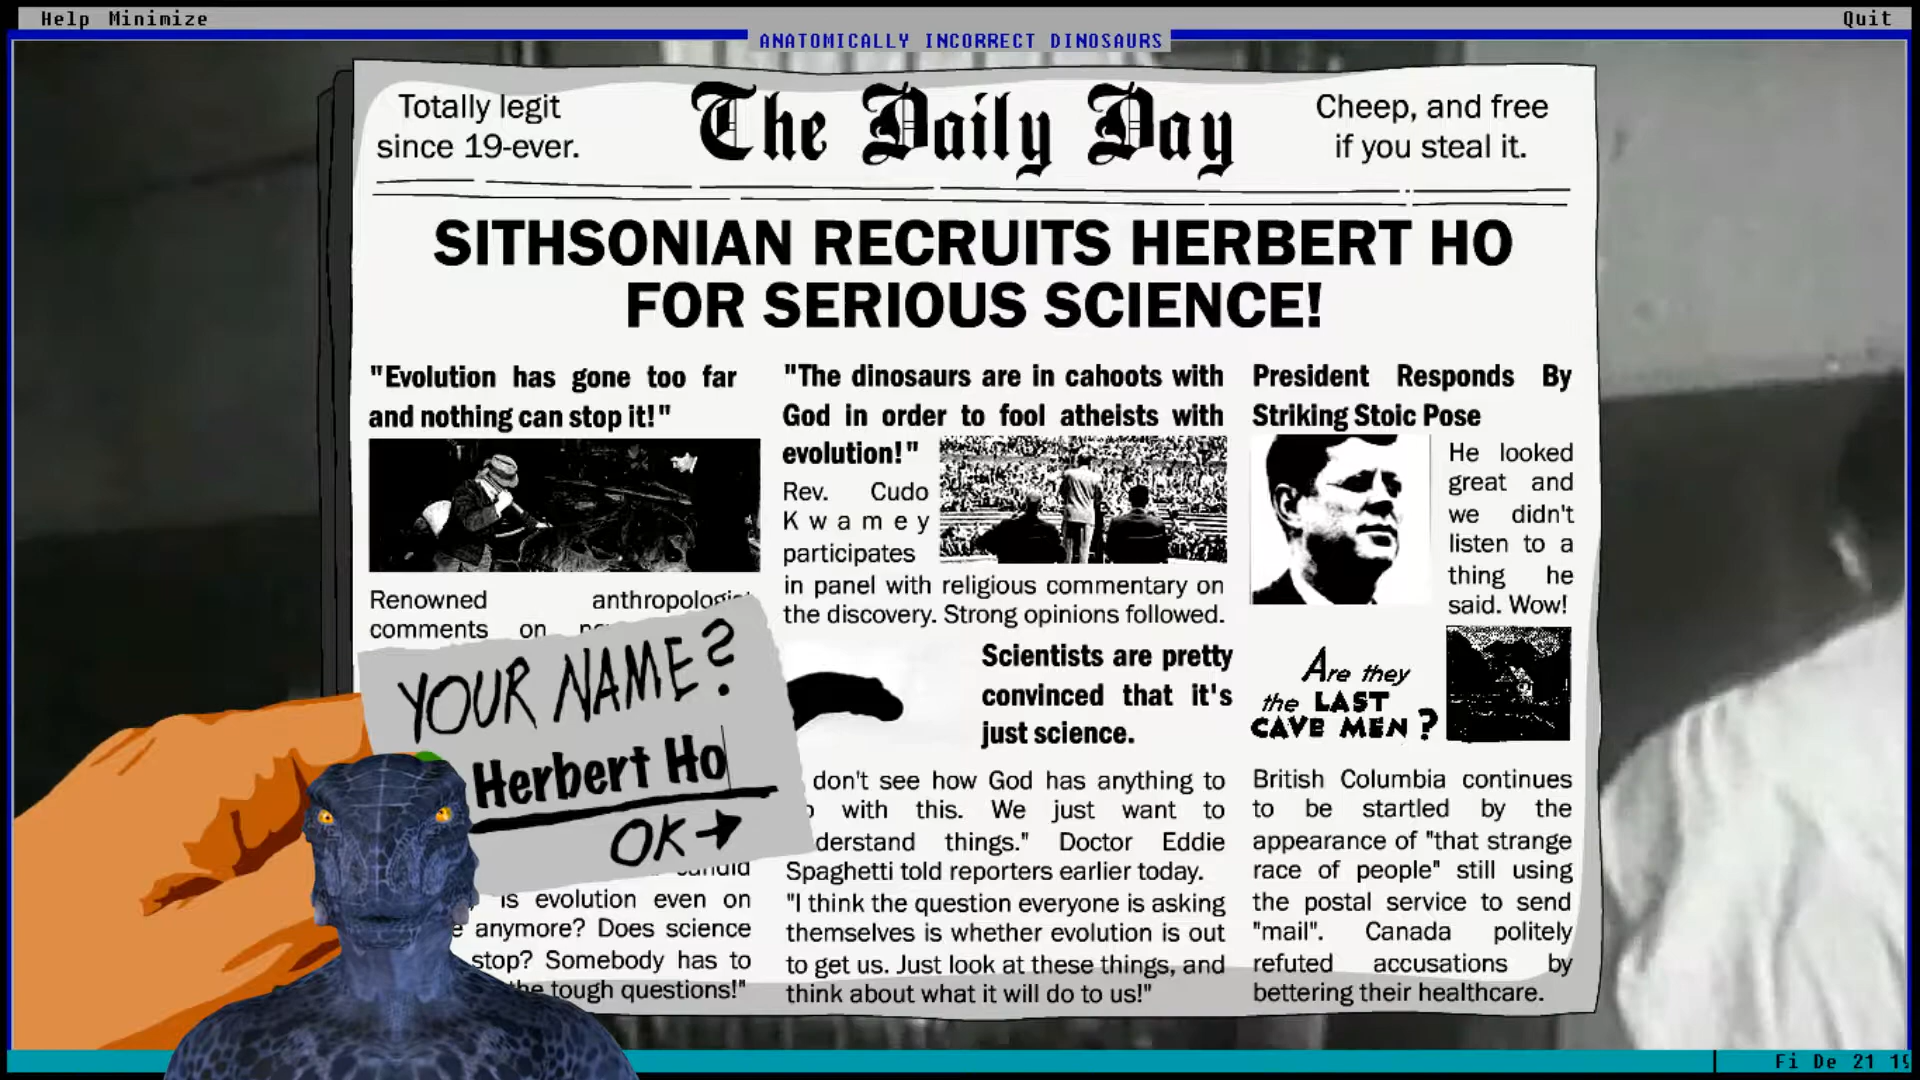 Help Minimize
Quit
ANATOMICALLY INCORRECT DINOSAURS
Totally legit
since 19-ever.
The Daily Day
Cheep, and free
if you steal it.
SITHSONIAN RECRUITS HERBERT HO
FOR SERIOUS SCIENCE!
"Evolution has gone too far
and nothing can stop it!"
Renowned anthropologist
comments on
YOUR NAME?
Herbert Ho
OK
is evolution even on
anymore? Does science
stop? Somebody has to
the tough questions!"
"The dinosaurs are in cahoots with
God in order to fool atheists with
evolution!"
Rev. Cudo
Kwamey
participates
in panel with religious commentary on
the discovery. Strong opinions followed.
Scientists are pretty
convinced that it's
just science.
don't see how God has anything to
with this. We just want to
derstand things." Doctor Eddie
Spaghetti told reporters earlier today.
"I think the question everyone is asking
themselves is whether evolution is out
to get us. Just look at these things, and
think about what it will do to us!"
President Responds By
Striking Stoic Pose
He looked
great and
we didn't
listen to a
thing he
said. Wow!
Are they
the LAST
CAVE MEN?
British Columbia continues
to be startled by the
appearance of "that strange
race of people" still using
the postal service to send
"mail". Canada politely
refuted accusations by
bettering their healthcare.
Fi De 21